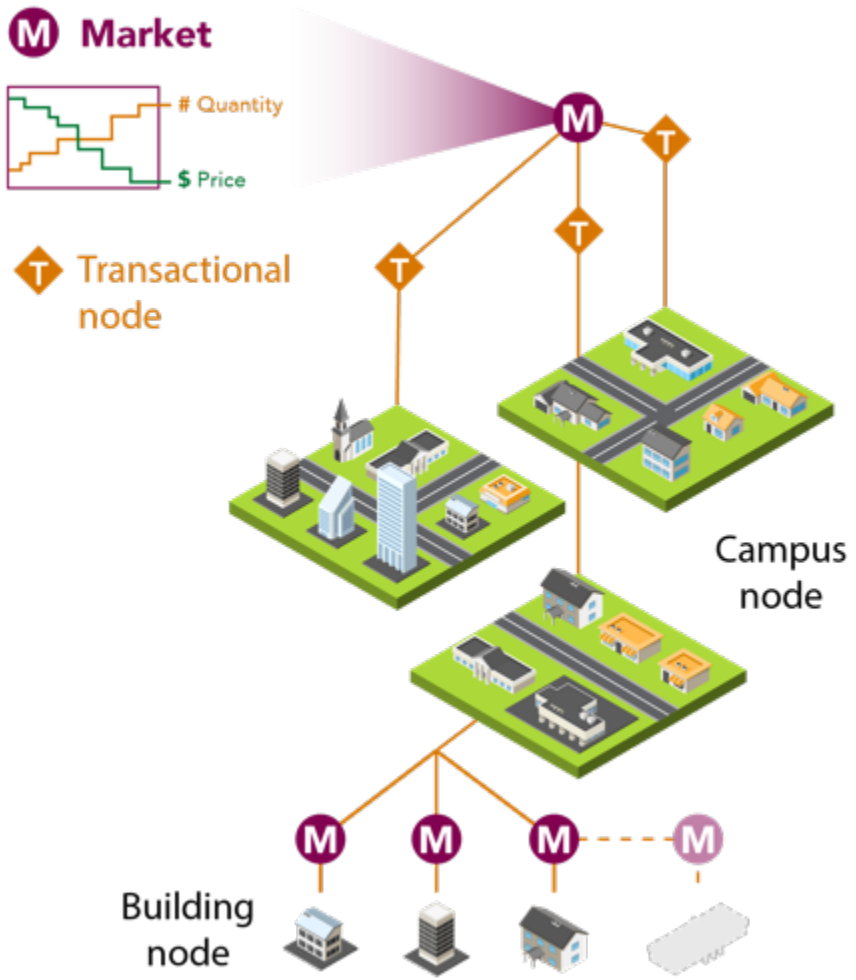 M Market
# Quantity
$ Price
M
T
T
T
T Transactional
node
Campus
node
M M M M
Building
node